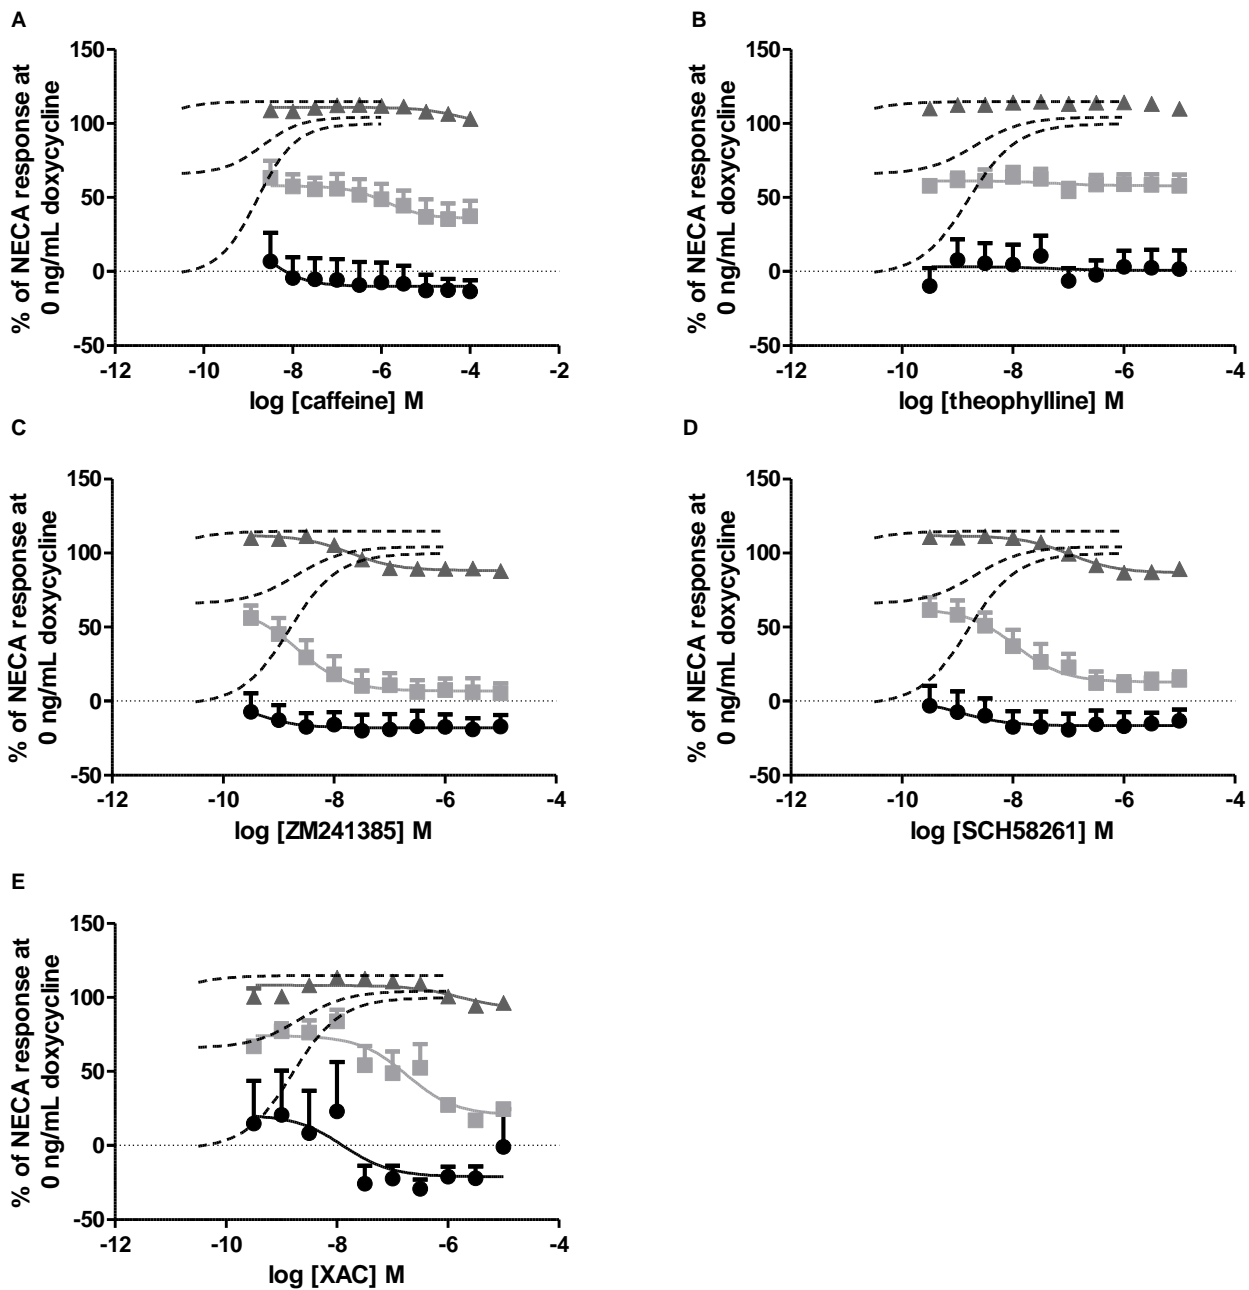 A
% of NECA response at
0 ng/mL doxycycline
150
100
50
0
-50
-12
-10
-8
-6
-4
-2
log [caffeine] M
B
% of NECA response at
0 ng/mL doxycycline
150
100
50
0
-50
-12
-10
-8
-6
-4
log [theophylline] M
C
% of NECA response at
0 ng/mL doxycycline
150
100
50
0
-50
-12
-10
-8
-6
-4
log [ZM241385] M
D
% of NECA response at
0 ng/mL doxycycline
150
100
50
0
-50
-12
-10
-8
-6
-4
log [SCH58261] M
E
% of NECA response at
0 ng/mL doxycycline
150
100
50
0
-50
-12
-10
-8
-6
-4
log [XAC] M